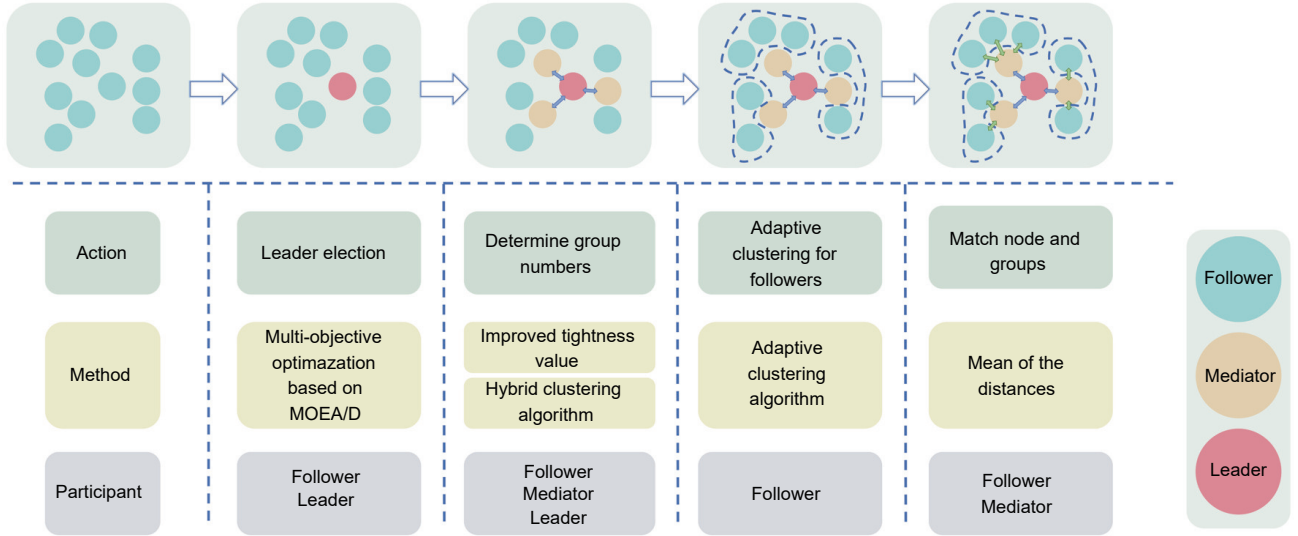 Action
Leader election
Determine group
numbers
Adaptive
clustering for
followers
Match node and
groups
Method
Multi-objective
optimazation
based on
MOEA/D
Improved tightness
value
Hybrid clustering
algorithm
Adaptive
clustering
algorithm
Mean of the
distances
Participant
Follower
Leader
Follower
Mediator
Leader
Follower
Follower
Mediator
Follower
Mediator
Leader